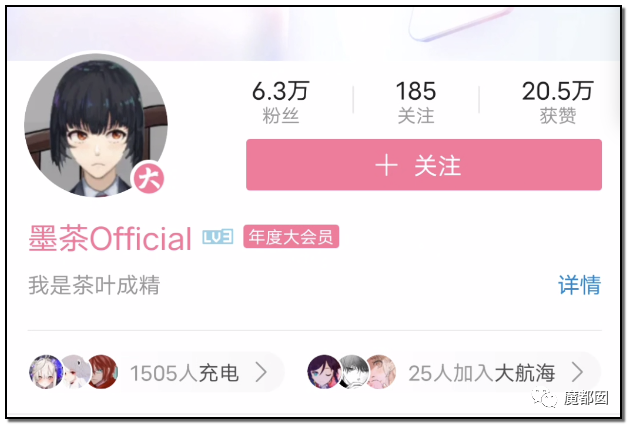 6.3万 185 20.5万
粉丝 关注 获赞
大
+ 关注
墨茶Official LV3 年度大会员
我是茶叶成精 详情
1505人充电 25人加入大航海
魔都囡